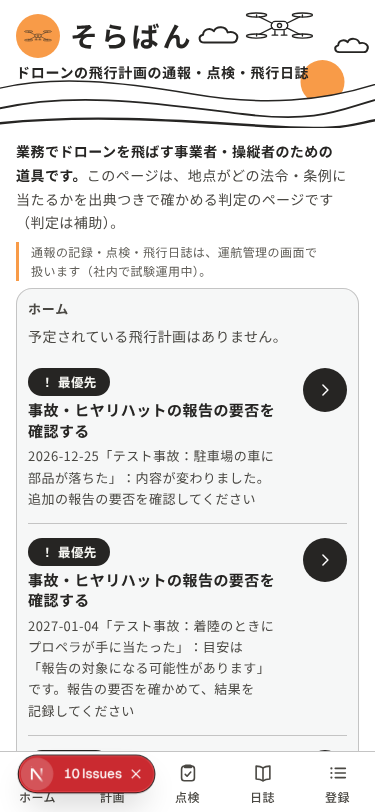 そらばん
ドローンの飛行計画の通報・点検・飛行日誌
業務でドローンを飛ばす事業者・操縦者のための
道具です。このページは、地点がどの法令・条例に
当たるかを出典つきで確かめる判定のページです
（判定は補助）。
通報の記録・点検・飛行日誌は、運航管理の画面で
扱います（社内で試験運用中）。
ホーム
予定されている飛行計画はありません。
！ 最優先
事故・ヒヤリハットの報告の要否を
確認する
2026-12-25「テスト事故：駐車場の車に
部品が落ちた」：内容が変わりました。
追加の報告の要否を確認してください
！ 最優先
事故・ヒヤリハットの報告の要否を
確認する
2027-01-04「テスト事故：着陸のときに
プロペラが手に当たった」：目安は
「報告の対象になる可能性があります」
です。報告の要否を確かめて、結果を
記録してください
N 10 Issues ×
ホーム 計画 点検 日誌 登録